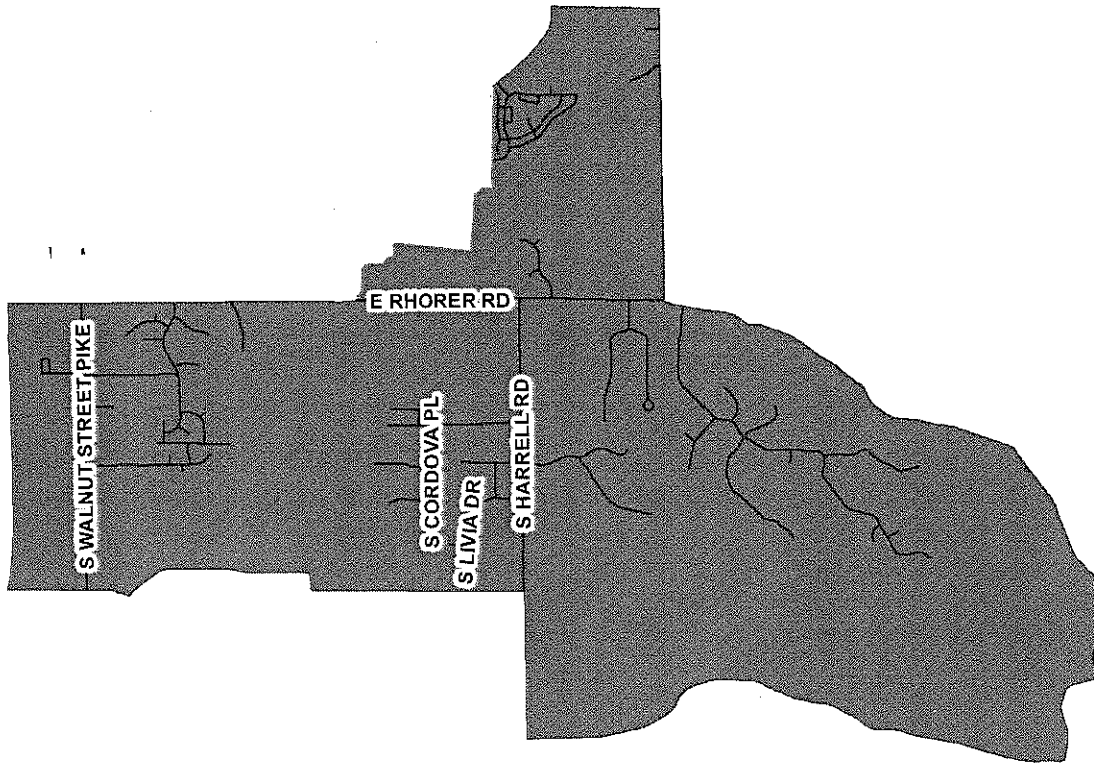 E RHORER RD
S WALNUT STREET PIKE
S CORDOVA PL
S LIVIA DR
S HARRELL RD